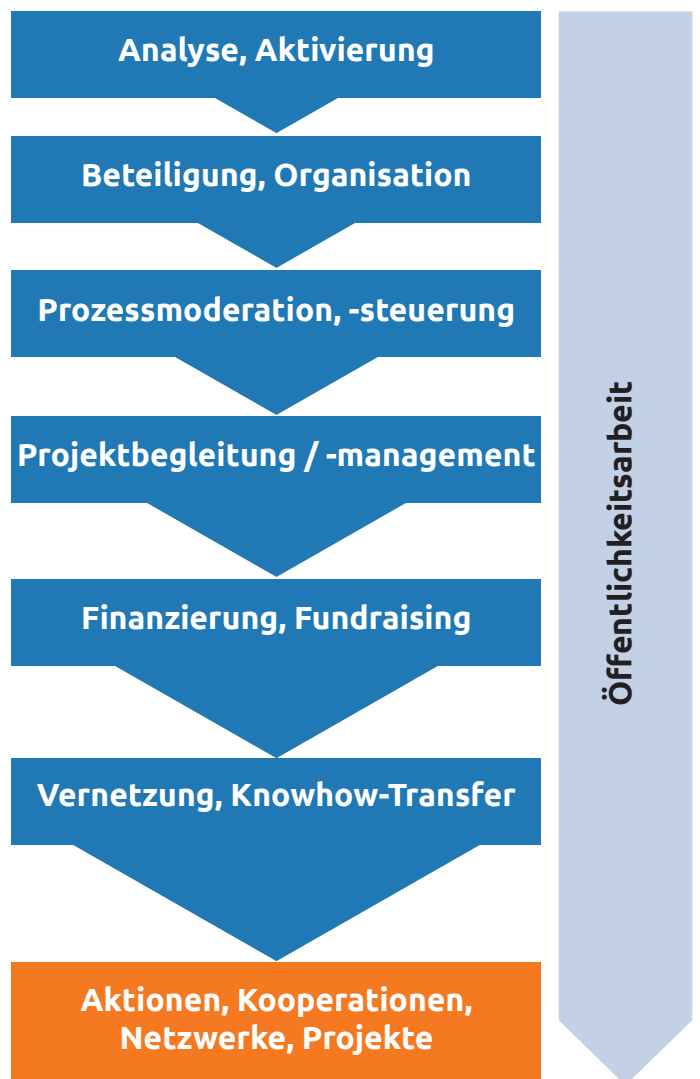 Analyse, Aktivierung
Beteiligung, Organisation
Prozessmoderation, -steuerung
Projektbegleitung / -management
Finanzierung, Fundraising
Vernetzung, Knowhow-Transfer
Aktionen, Kooperationen,
Netzwerke, Projekte
Öffentlichkeitsarbeit